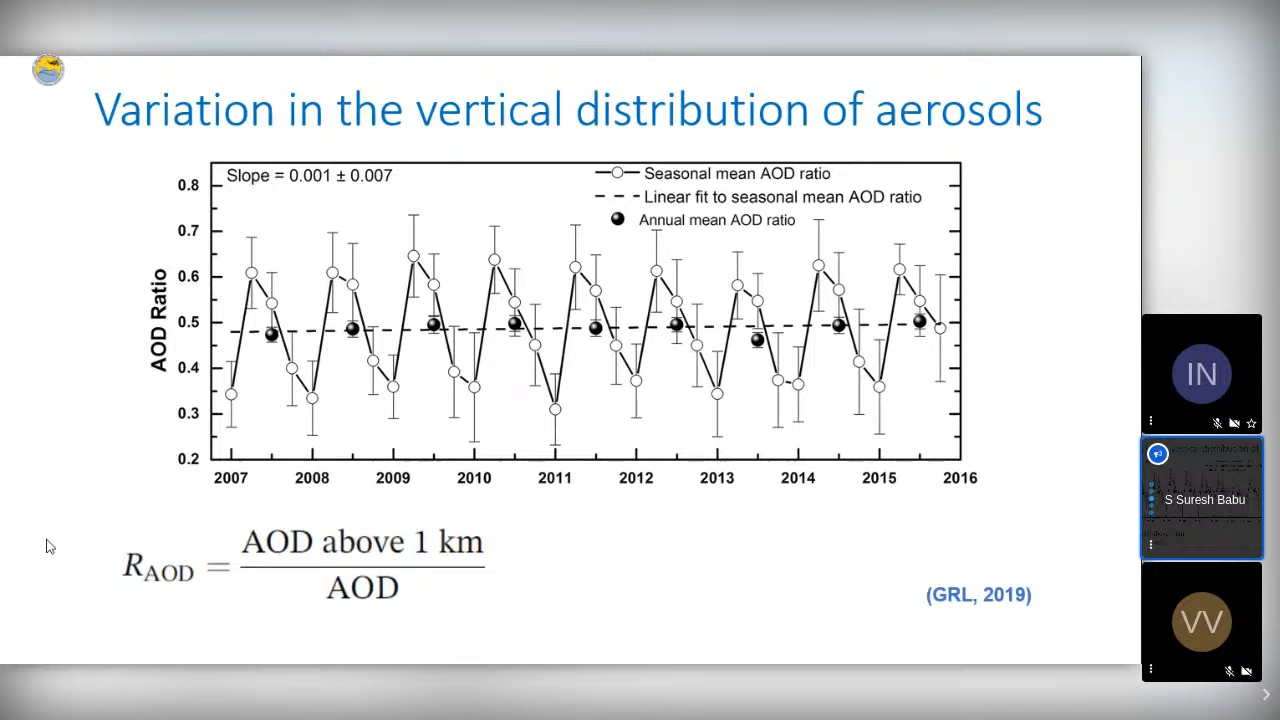 Variation in the vertical distribution of aerosols
Slope = 0.001 ± 0.007
Seasonal mean AOD ratio
Linear fit to seasonal mean AOD ratio
Annual mean AOD ratio
AOD Ratio
0.8
0.7
0.6
0.5
0.4
0.3
0.2
2007 2008 2009 2010 2011 2012 2013 2014 2015 2016
R_AOD = AOD above 1 km
AOD
(GRL, 2019)
IN
S Suresh Babu
VV